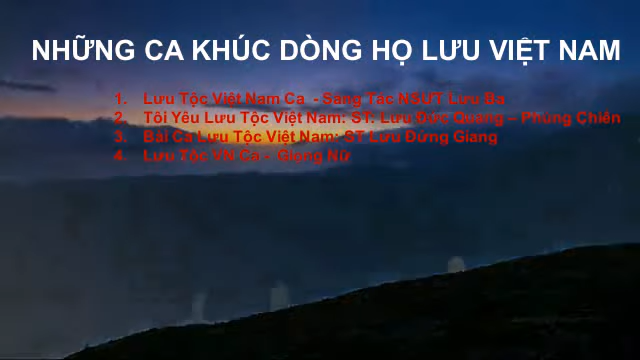 NHỮNG CA KHÚC DÒNG HỌ LƯU VIỆT NAM
1. Lưu Tộc Việt Nam Ca - Sáng Tác NSƯT Lưu Ba
2. Tôi Yêu Lưu Tộc Việt Nam: ST: Lưu Đức Quang – Phùng Chiến
3. Bài Ca Lưu Tộc Việt Nam: ST Lưu Đứng Giang
4. Lưu Tộc VN Ca - Giọng Nữ